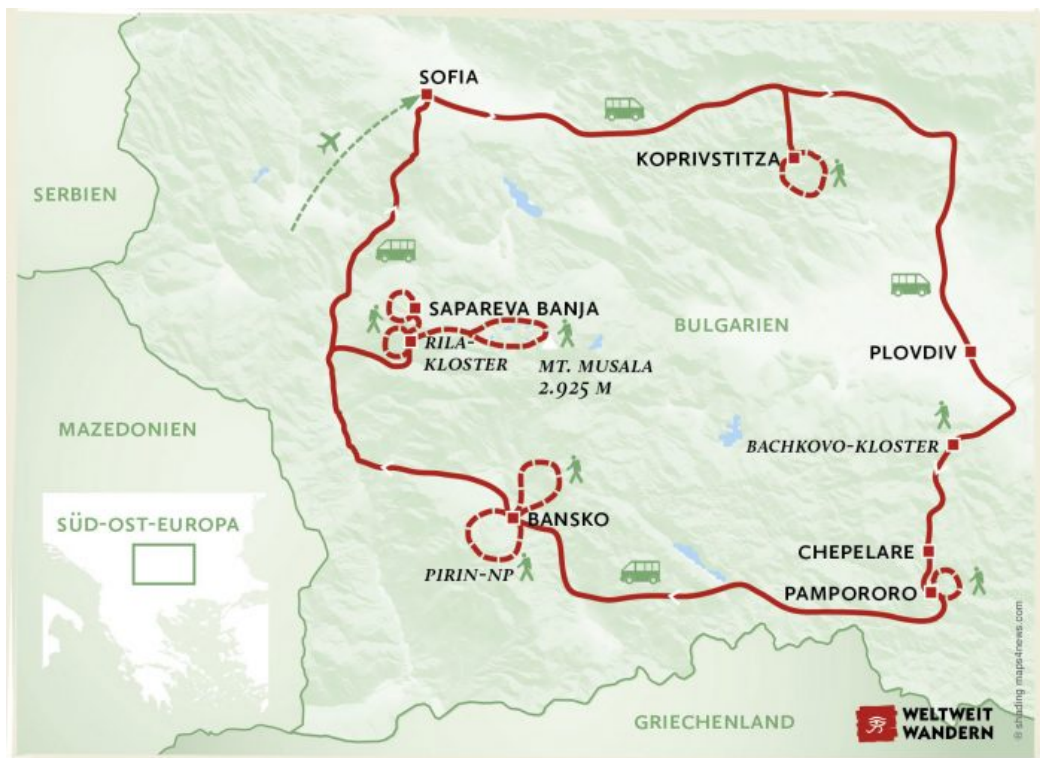 SOFIA
KOPRIVSTITZA
SERBIEN
SAPAREVA BANJA
BULGARIEN
RILA-
KLOSTER
MT. MUSALA
2.925 M
PLOVDIV
MAZEDONIEN
BACHKOVO-KLOSTER
SÜD-OST-EUROPA
BANSKO
PIRIN-NP
CHEPELARE
PAMPORORO
GRIECHENLAND
WELTWEIT
WANDERN
© shading maps4news.com